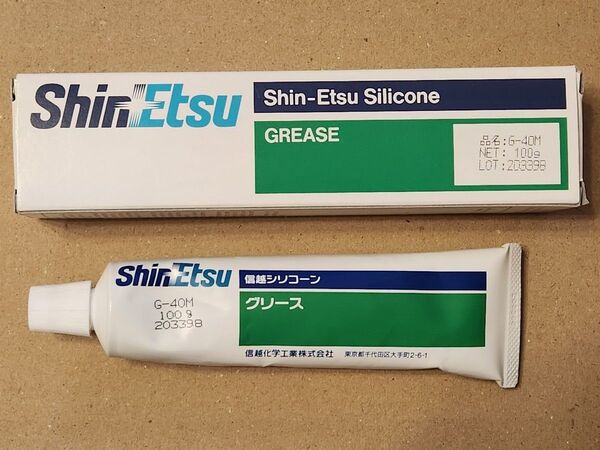 ShinEtsu
Shin-Etsu Silicone
GREASE
品名:G-40M
NET: 100g
LOT:203398
ShinEtsu
信越シリコーン
グリース
G-40M
100g
203398
信越化学工業株式会社 東京都千代田区大手町2-6-1